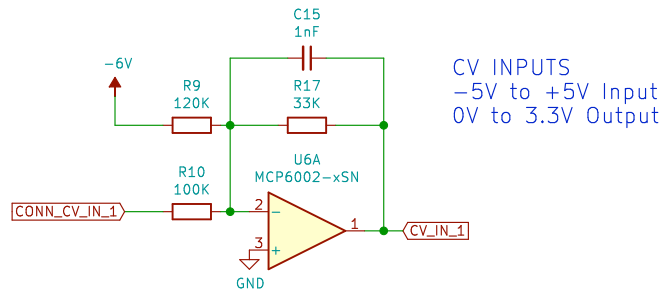 C15
1nF
-6V
R9
120K
R17
33K
CV INPUTS
-5V to +5V Input
0V to 3.3V Output
U6A
MCP6002-xSN
R10
100K
CONN_CV_IN_1
2
-
1
CV_IN_1
3
+
GND